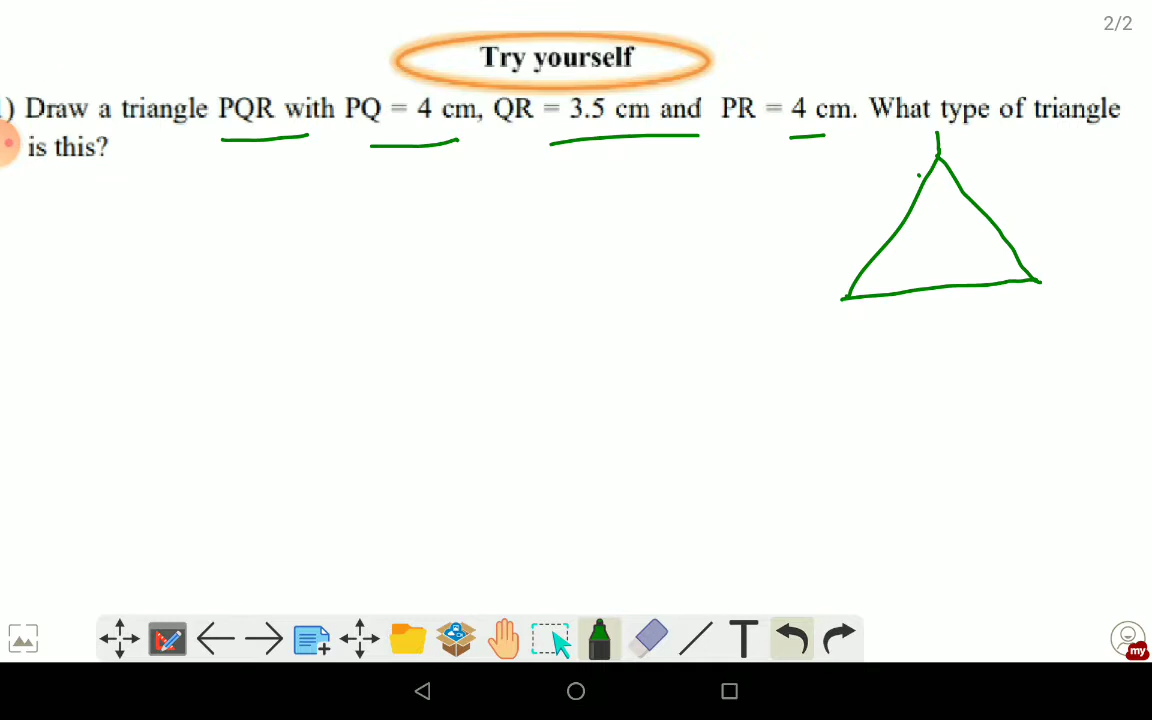 2/2
Try yourself
) Draw a triangle PQR with PQ = 4 cm, QR = 3.5 cm and PR = 4 cm. What type of triangle
is this?
T
my